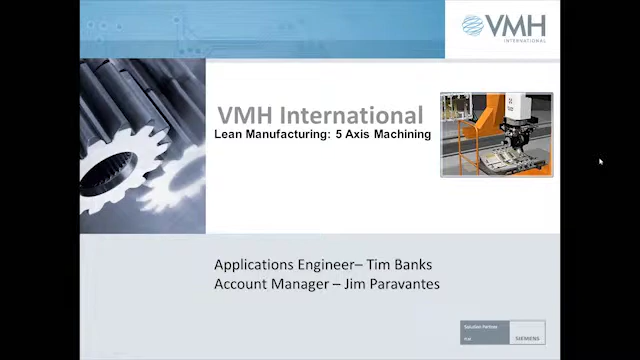 VMH
INTERNATIONAL
VMH International
Lean Manufacturing: 5 Axis Machining
Applications Engineer– Tim Banks
Account Manager – Jim Paravantes
Solution Partner
PLM
SIEMENS